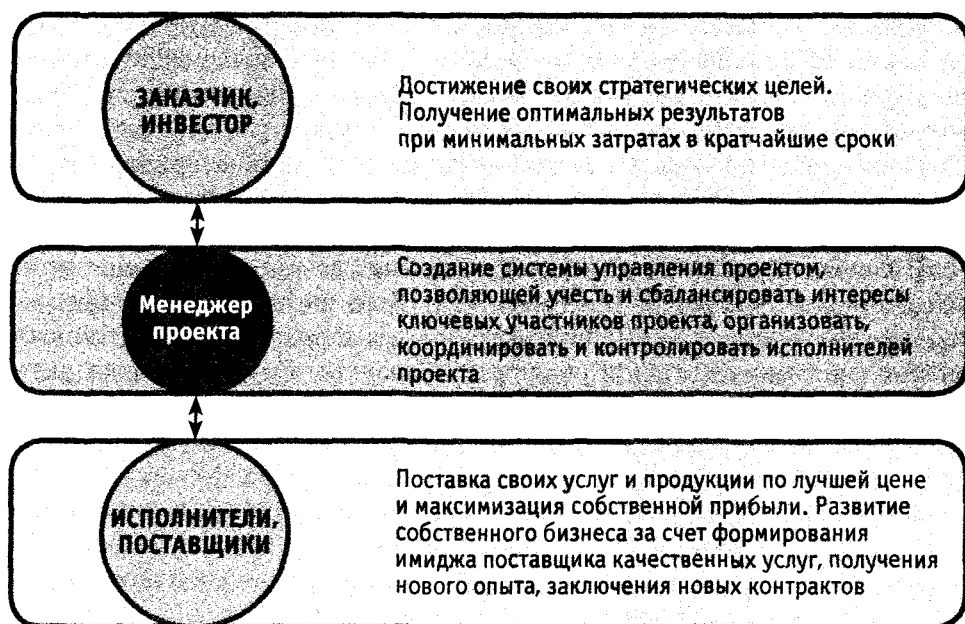 ЗАКАЗЧИК,
ИНВЕСТОР
Достижение своих стратегических целей.
Получение оптимальных результатов
при минимальных затратах в кратчайшие сроки
Менеджер
проекта
Создание системы управления проектом,
позволяющей учесть и сбалансировать интересы
ключевых участников проекта, организовать,
координировать и контролировать исполнителей
проекта
ИСПОЛНИТЕЛИ,
ПОСТАВЩИКИ
Поставка своих услуг и продукции по лучшей цене
и максимизация собственной прибыли. Развитие
собственного бизнеса за счет формирования
имиджа поставщика качественных услуг, получения
нового опыта, заключения новых контрактов